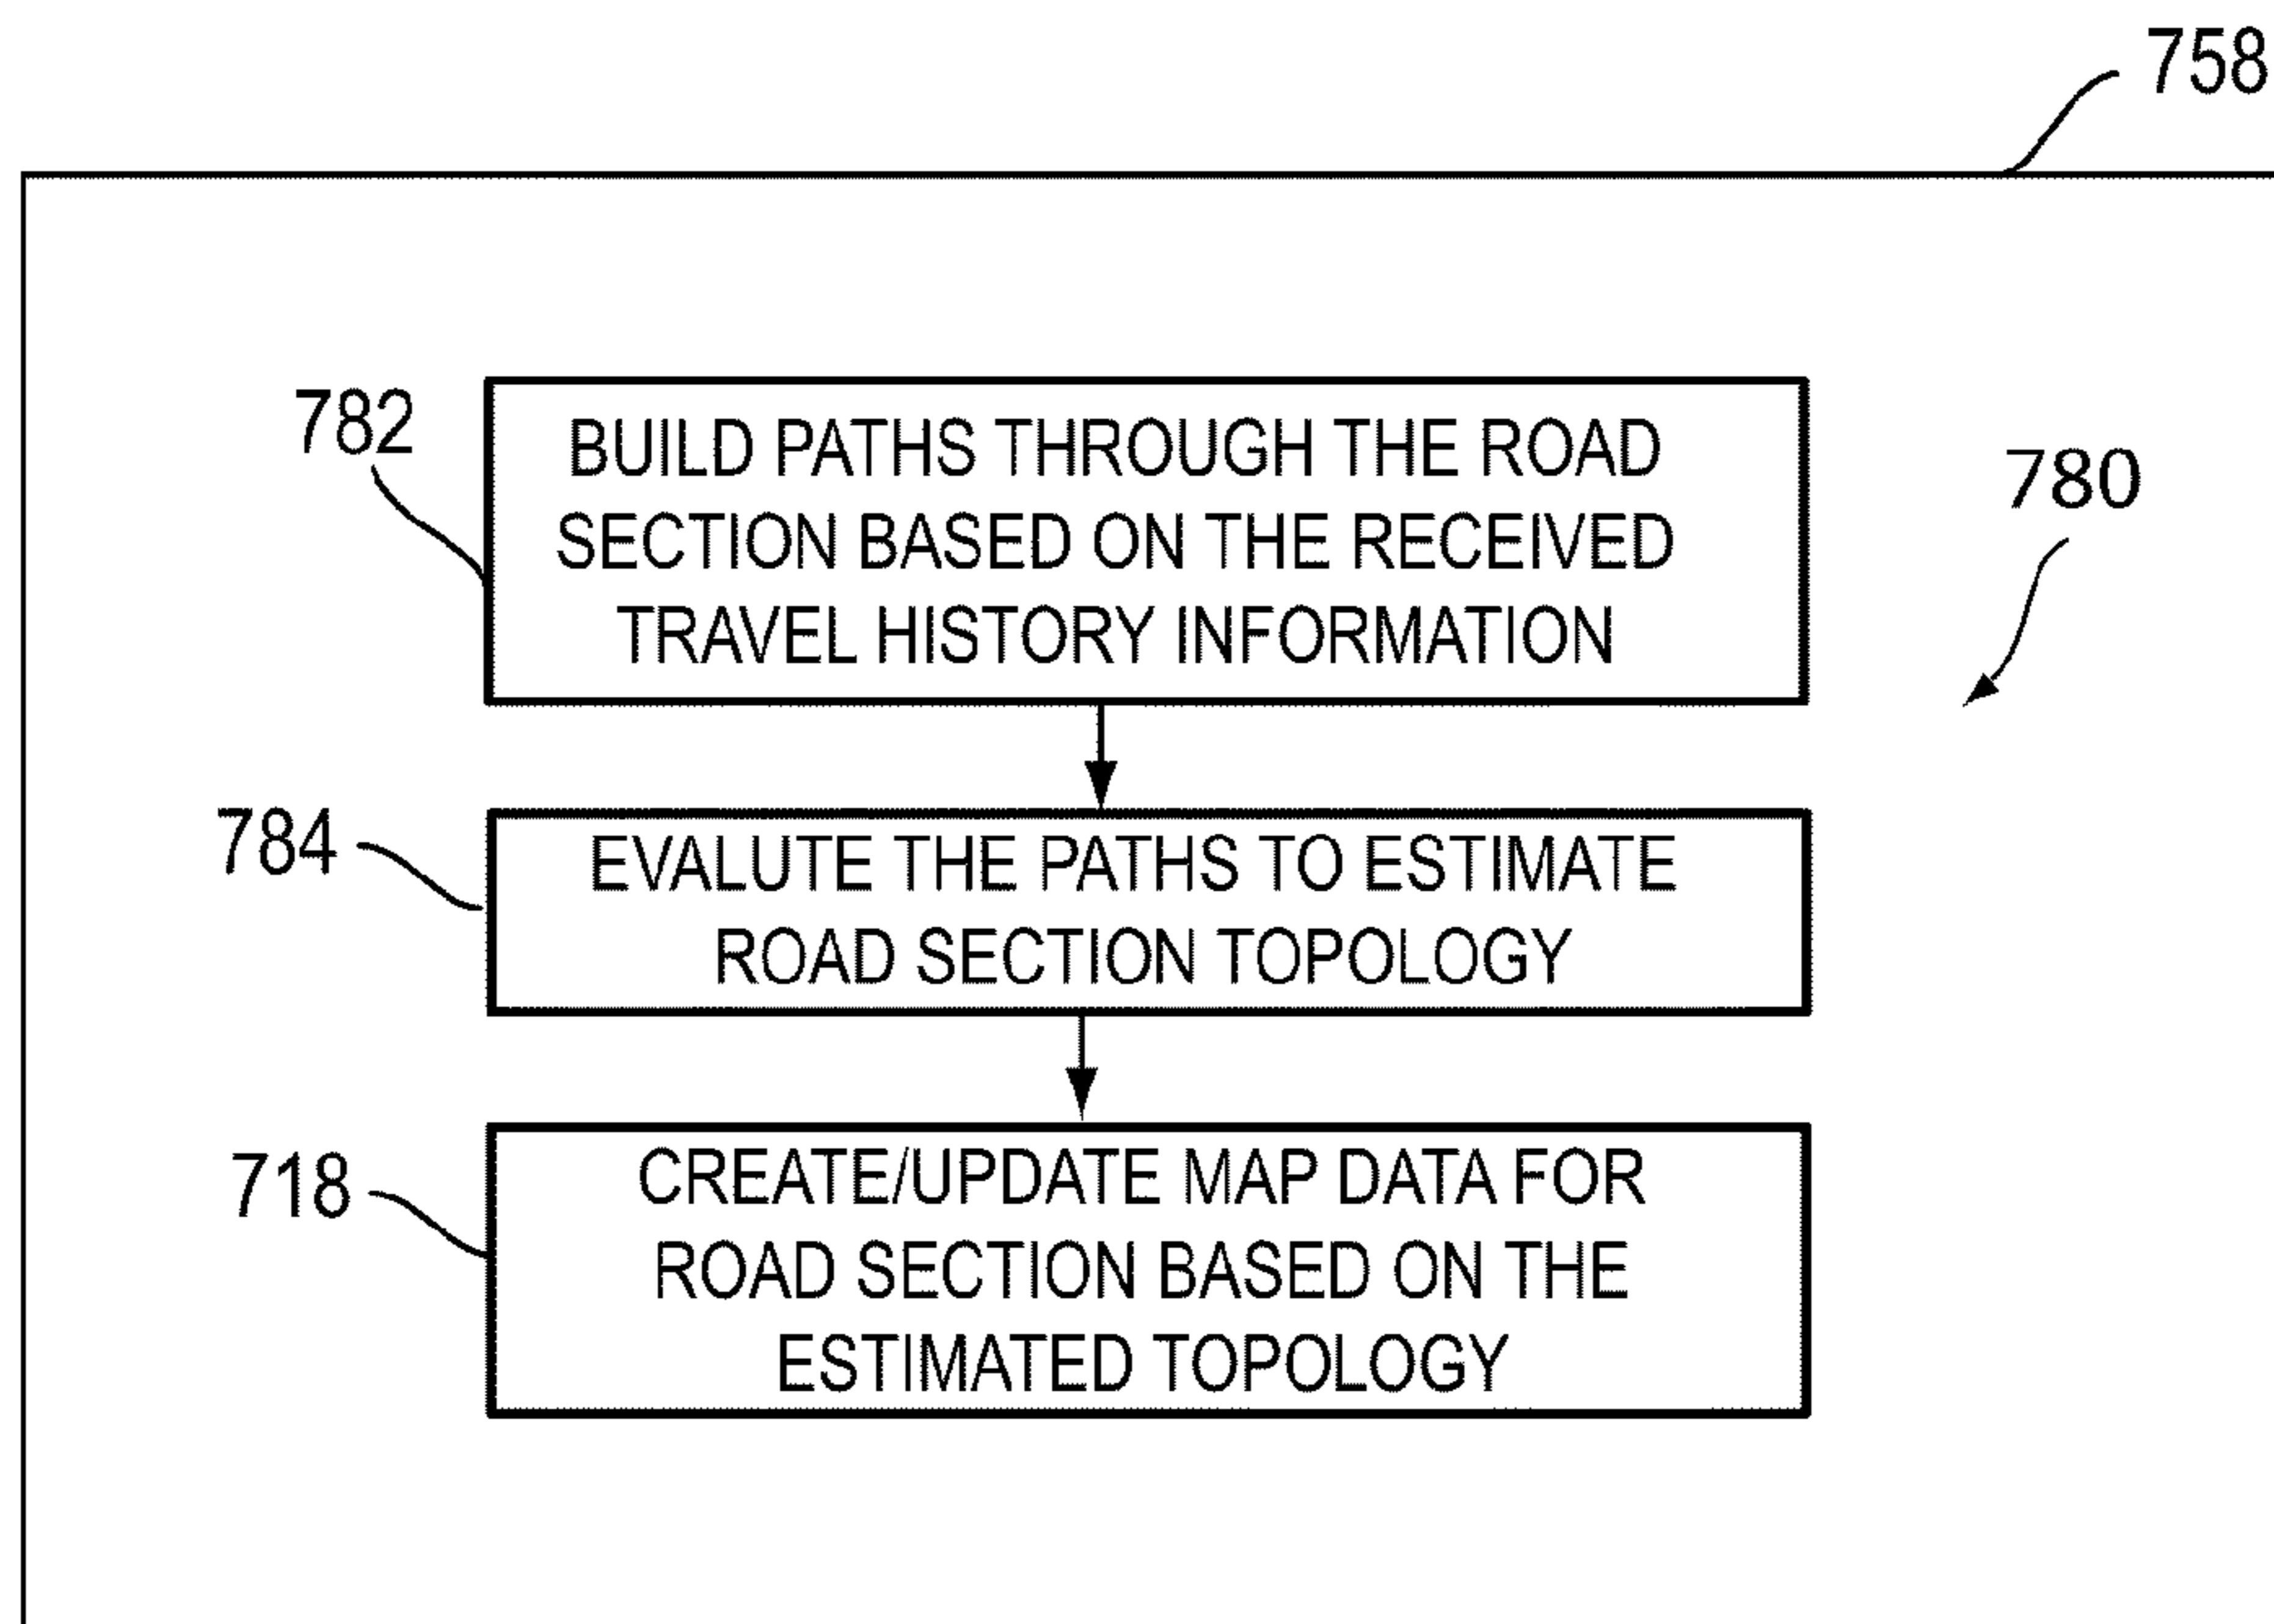 758
782
BUILD PATHS THROUGH THE ROAD
SECTION BASED ON THE RECEIVED
TRAVEL HISTORY INFORMATION
780
784
EVALUTE THE PATHS TO ESTIMATE
ROAD SECTION TOPOLOGY
718
CREATE/UPDATE MAP DATA FOR
ROAD SECTION BASED ON THE
ESTIMATED TOPOLOGY